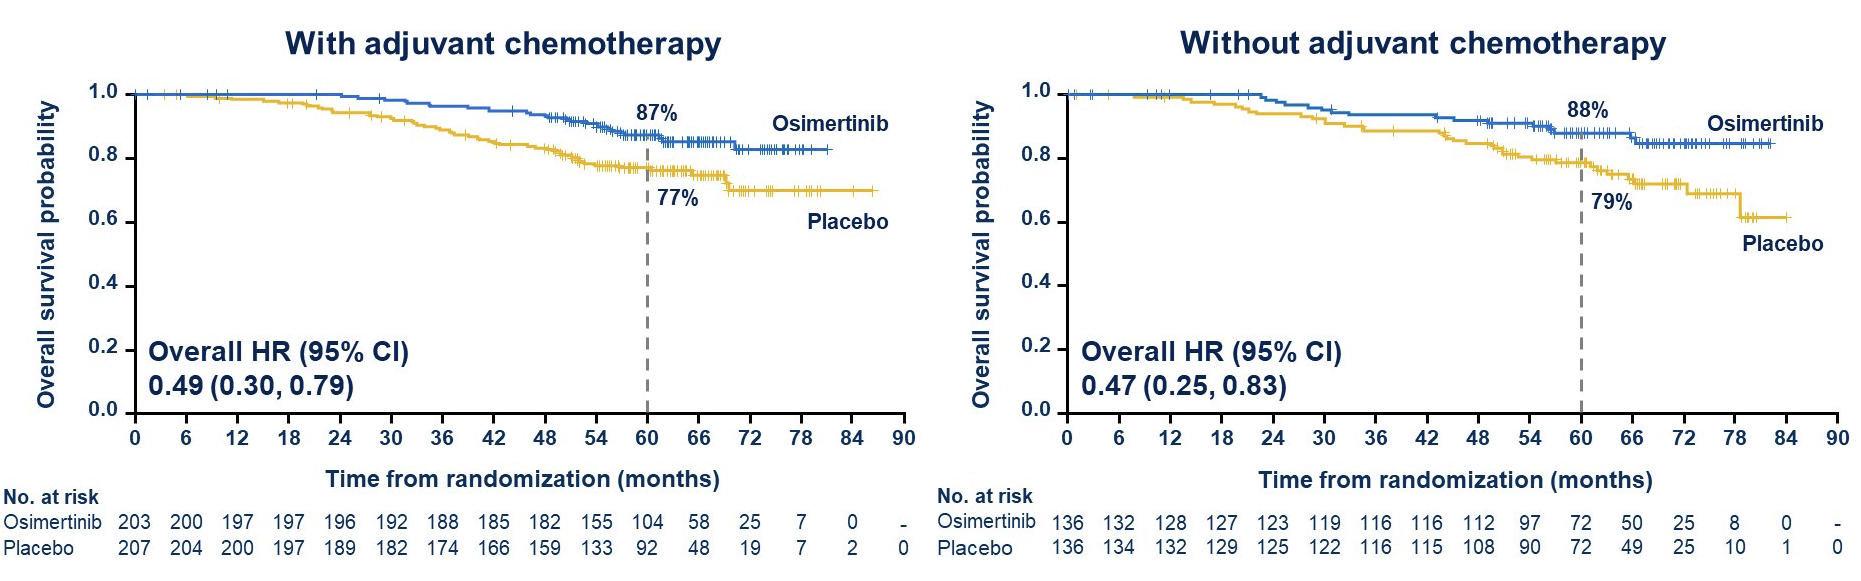 With adjuvant chemotherapy
Overall survival probability
1.0
0.8
0.6
0.4
0.2
0.0
87%
Osimertinib
77%
Placebo
Overall HR (95% CI)
0.49 (0.30, 0.79)
0 6 12 18 24 30 36 42 48 54 60 66 72 78 84 90
Time from randomization (months)
No. at risk
Osimertinib 203 200 197 197 196 192 188 185 182 155 104 58 25 7 0 -
Placebo 207 204 200 197 189 182 174 166 159 133 92 48 19 7 2 0
Without adjuvant chemotherapy
Overall survival probability
1.0
0.8
0.6
0.4
0.2
0.0
88%
Osimertinib
79%
Placebo
Overall HR (95% CI)
0.47 (0.25, 0.83)
0 6 12 18 24 30 36 42 48 54 60 66 72 78 84 90
Time from randomization (months)
No. at risk
Osimertinib 136 132 128 127 123 119 116 116 112 97 72 50 25 8 0 -
Placebo 136 134 132 129 125 122 116 115 108 90 72 49 25 10 1 0